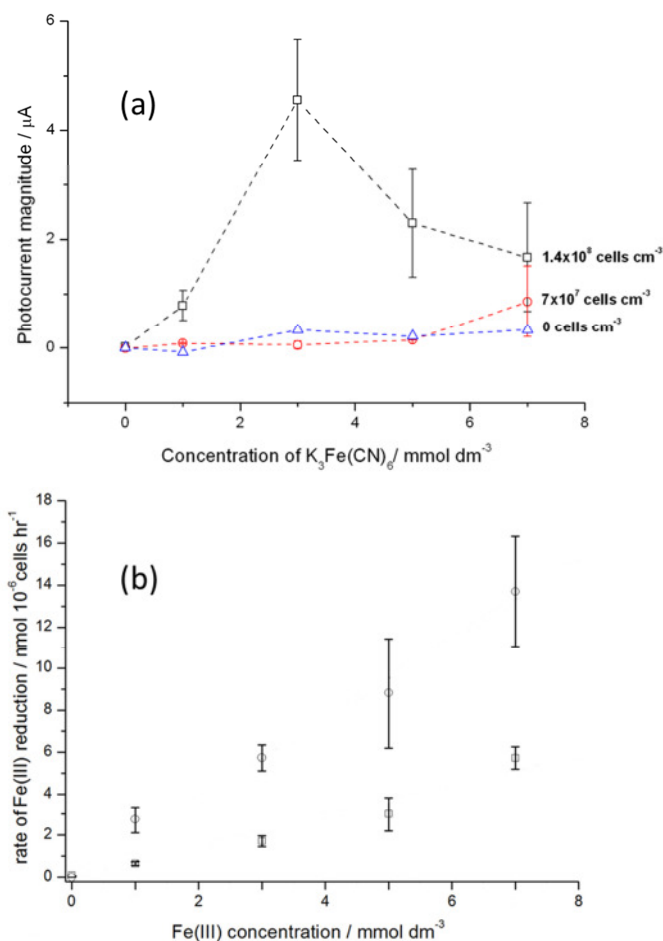 6
(a)
4
2
0
Photocurrent magnitude / µA
1.4x10⁸ cells cm⁻³
7x10⁷ cells cm⁻³
0 cells cm⁻³
0 2 4 6 8
Concentration of K₃Fe(CN)₆/ mmol dm⁻³
18
16
(b)
14
12
10
8
6
4
2
0
rate of Fe(III) reduction / nmol 10⁻⁶ cells hr⁻¹
0 2 4 6 8
Fe(III) concentration / mmol dm⁻³